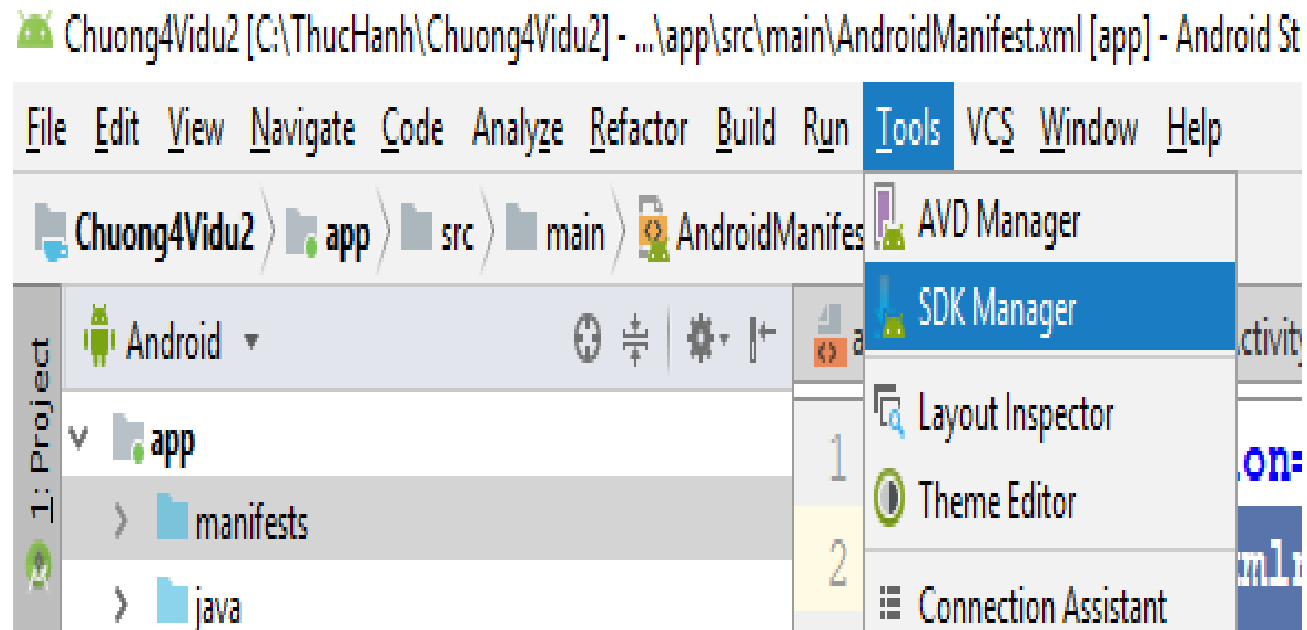 Chuong4Vidu2 [C:\ThucHanh\Chuong4Vidu2] - ...\app\src\main\AndroidManifest.xml [app] - Android St
File Edit View Navigate Code Analyze Refactor Build Run Tools VCS Window Help
Chuong4Vidu2 app src main AndroidManifes
AVD Manager
SDK Manager
Android
a
ctivity
1: Project
app
Layout Inspector
1
on=
manifests
Theme Editor
2
java
Connection Assistant